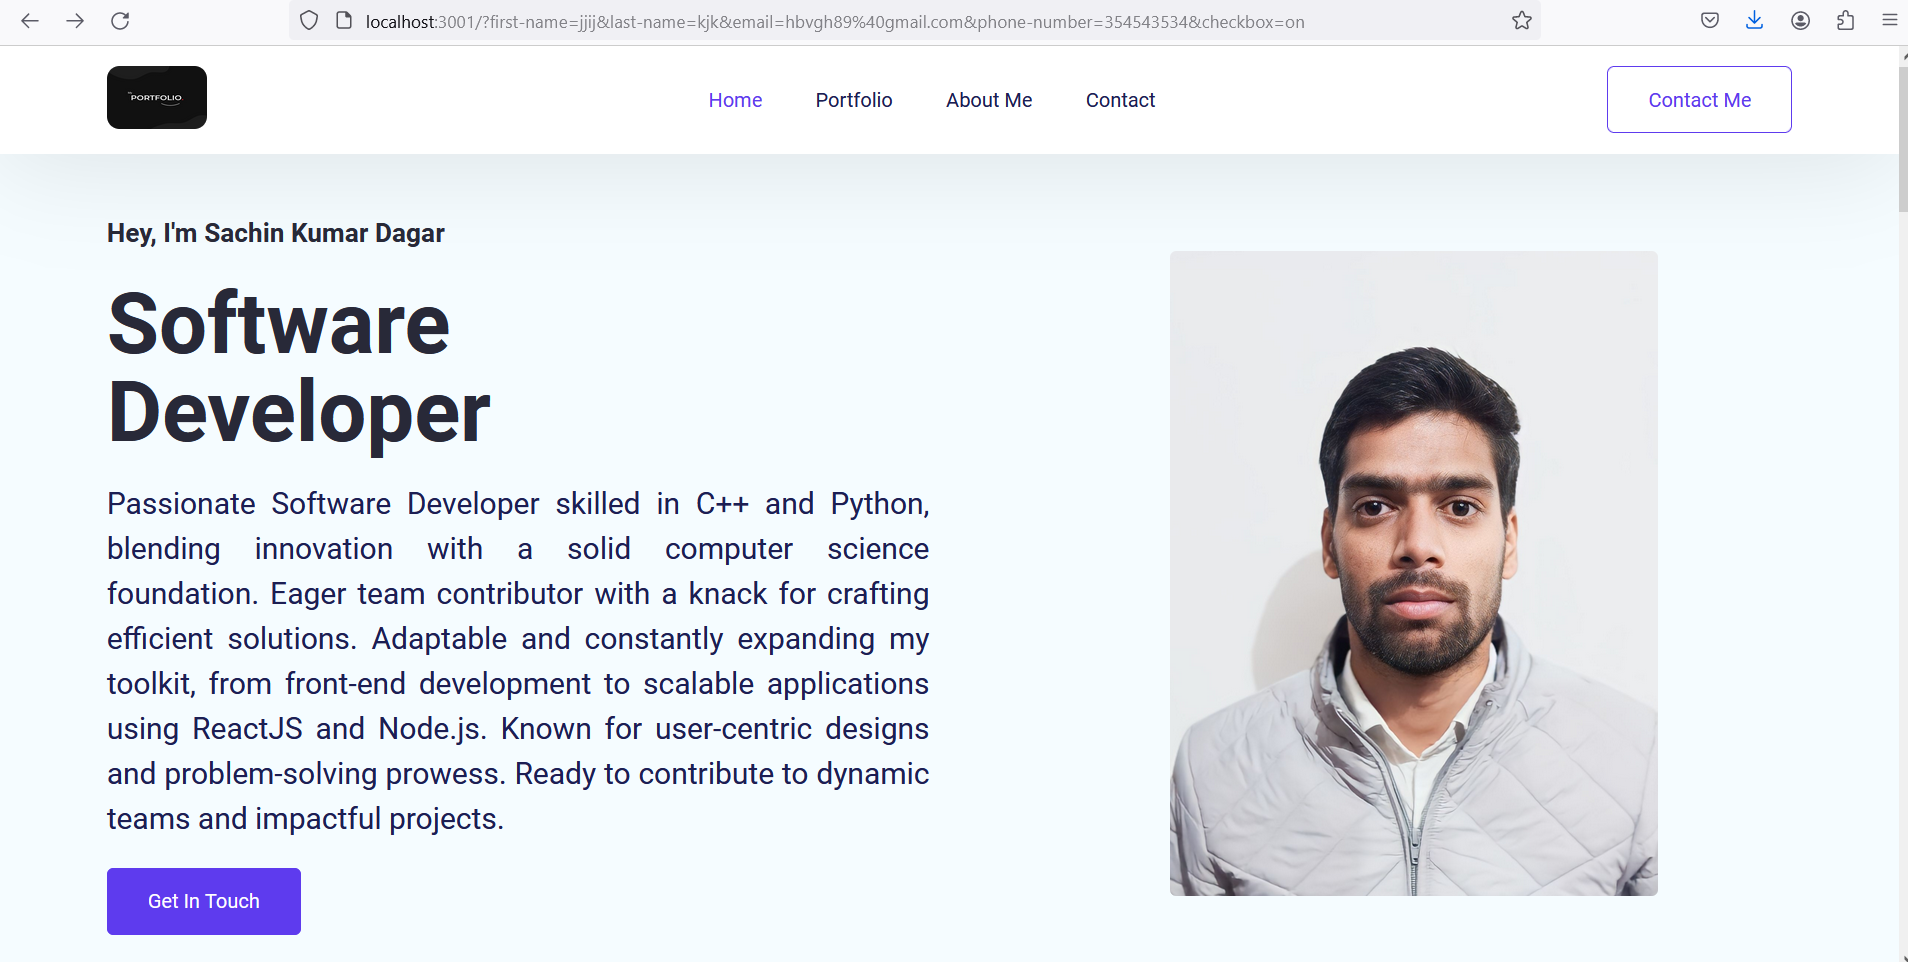 localhost:3001/?first-name=jjij&last-name=kjk&email=hbvgh89%40gmail.com&phone-number=354543534&checkbox=on
PORTFOLIO
Home Portfolio About Me Contact
Contact Me
Hey, I'm Sachin Kumar Dagar
Software
Developer
Passionate Software Developer skilled in C++ and Python,
blending innovation with a solid computer science
foundation. Eager team contributor with a knack for crafting
efficient solutions. Adaptable and constantly expanding my
toolkit, from front-end development to scalable applications
using ReactJS and Node.js. Known for user-centric designs
and problem-solving prowess. Ready to contribute to dynamic
teams and impactful projects.
Get In Touch